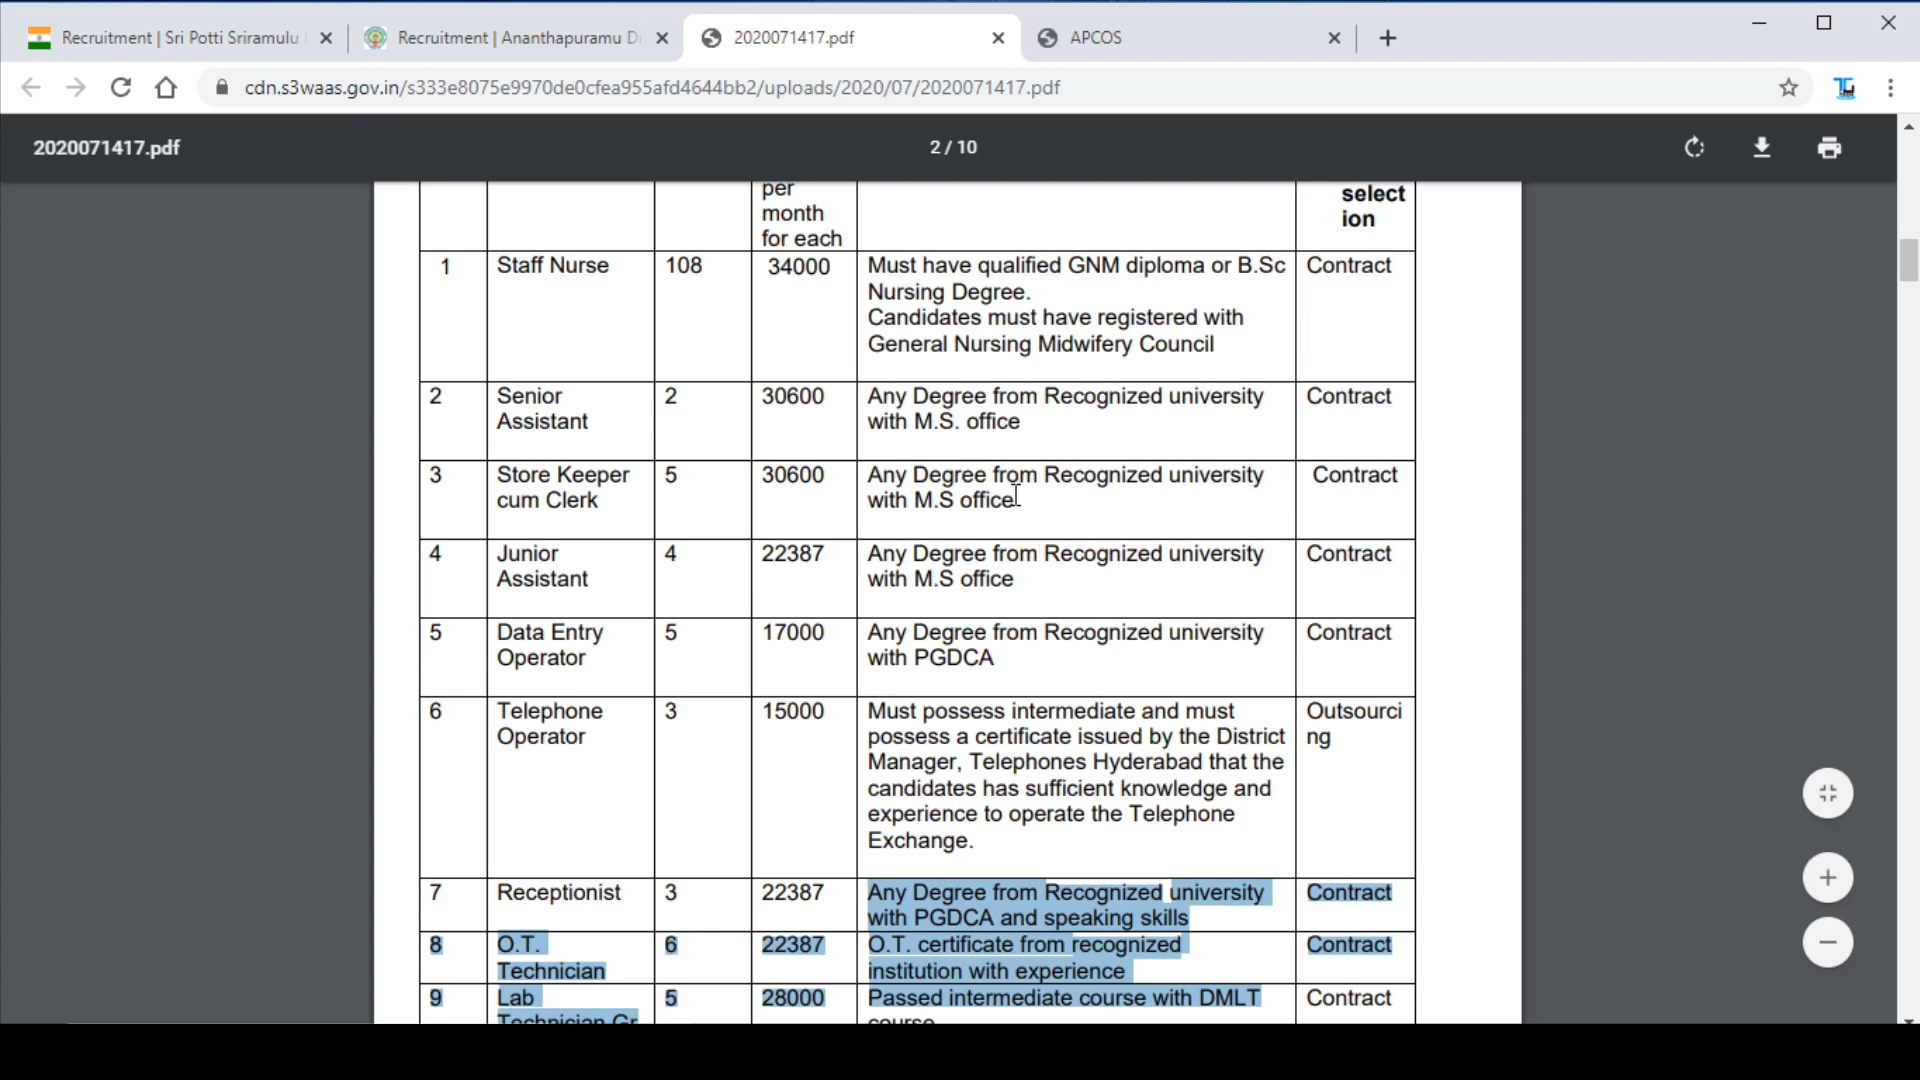 Recruitment | Sri Potti Sriramulu
Recruitment | Ananthapuramu Di
2020071417.pdf
APCOS
cdn.s3waas.gov.in/s333e8075e9970de0cfea955afd4644bb2/uploads/2020/07/2020071417.pdf
2020071417.pdf
2 / 10
per
month
for each
select
ion
1 Staff Nurse 108 34000 Must have qualified GNM diploma or B.Sc Contract
Nursing Degree.
Candidates must have registered with
General Nursing Midwifery Council
2 Senior 2 30600 Any Degree from Recognized university Contract
Assistant with M.S. office
3 Store Keeper 5 30600 Any Degree from Recognized university Contract
cum Clerk with M.S office
4 Junior 4 22387 Any Degree from Recognized university Contract
Assistant with M.S office
5 Data Entry 5 17000 Any Degree from Recognized university Contract
Operator with PGDCA
6 Telephone 3 15000 Must possess intermediate and must Outsourci
Operator possess a certificate issued by the District ng
Manager, Telephones Hyderabad that the
candidates has sufficient knowledge and
experience to operate the Telephone
Exchange.
7 Receptionist 3 22387 Any Degree from Recognized university Contract
with PGDCA and speaking skills
8 O.T. 6 22387 O.T. certificate from recognized Contract
Technician institution with experience
9 Lab 5 28000 Passed intermediate course with DMLT Contract
Technician Gr course